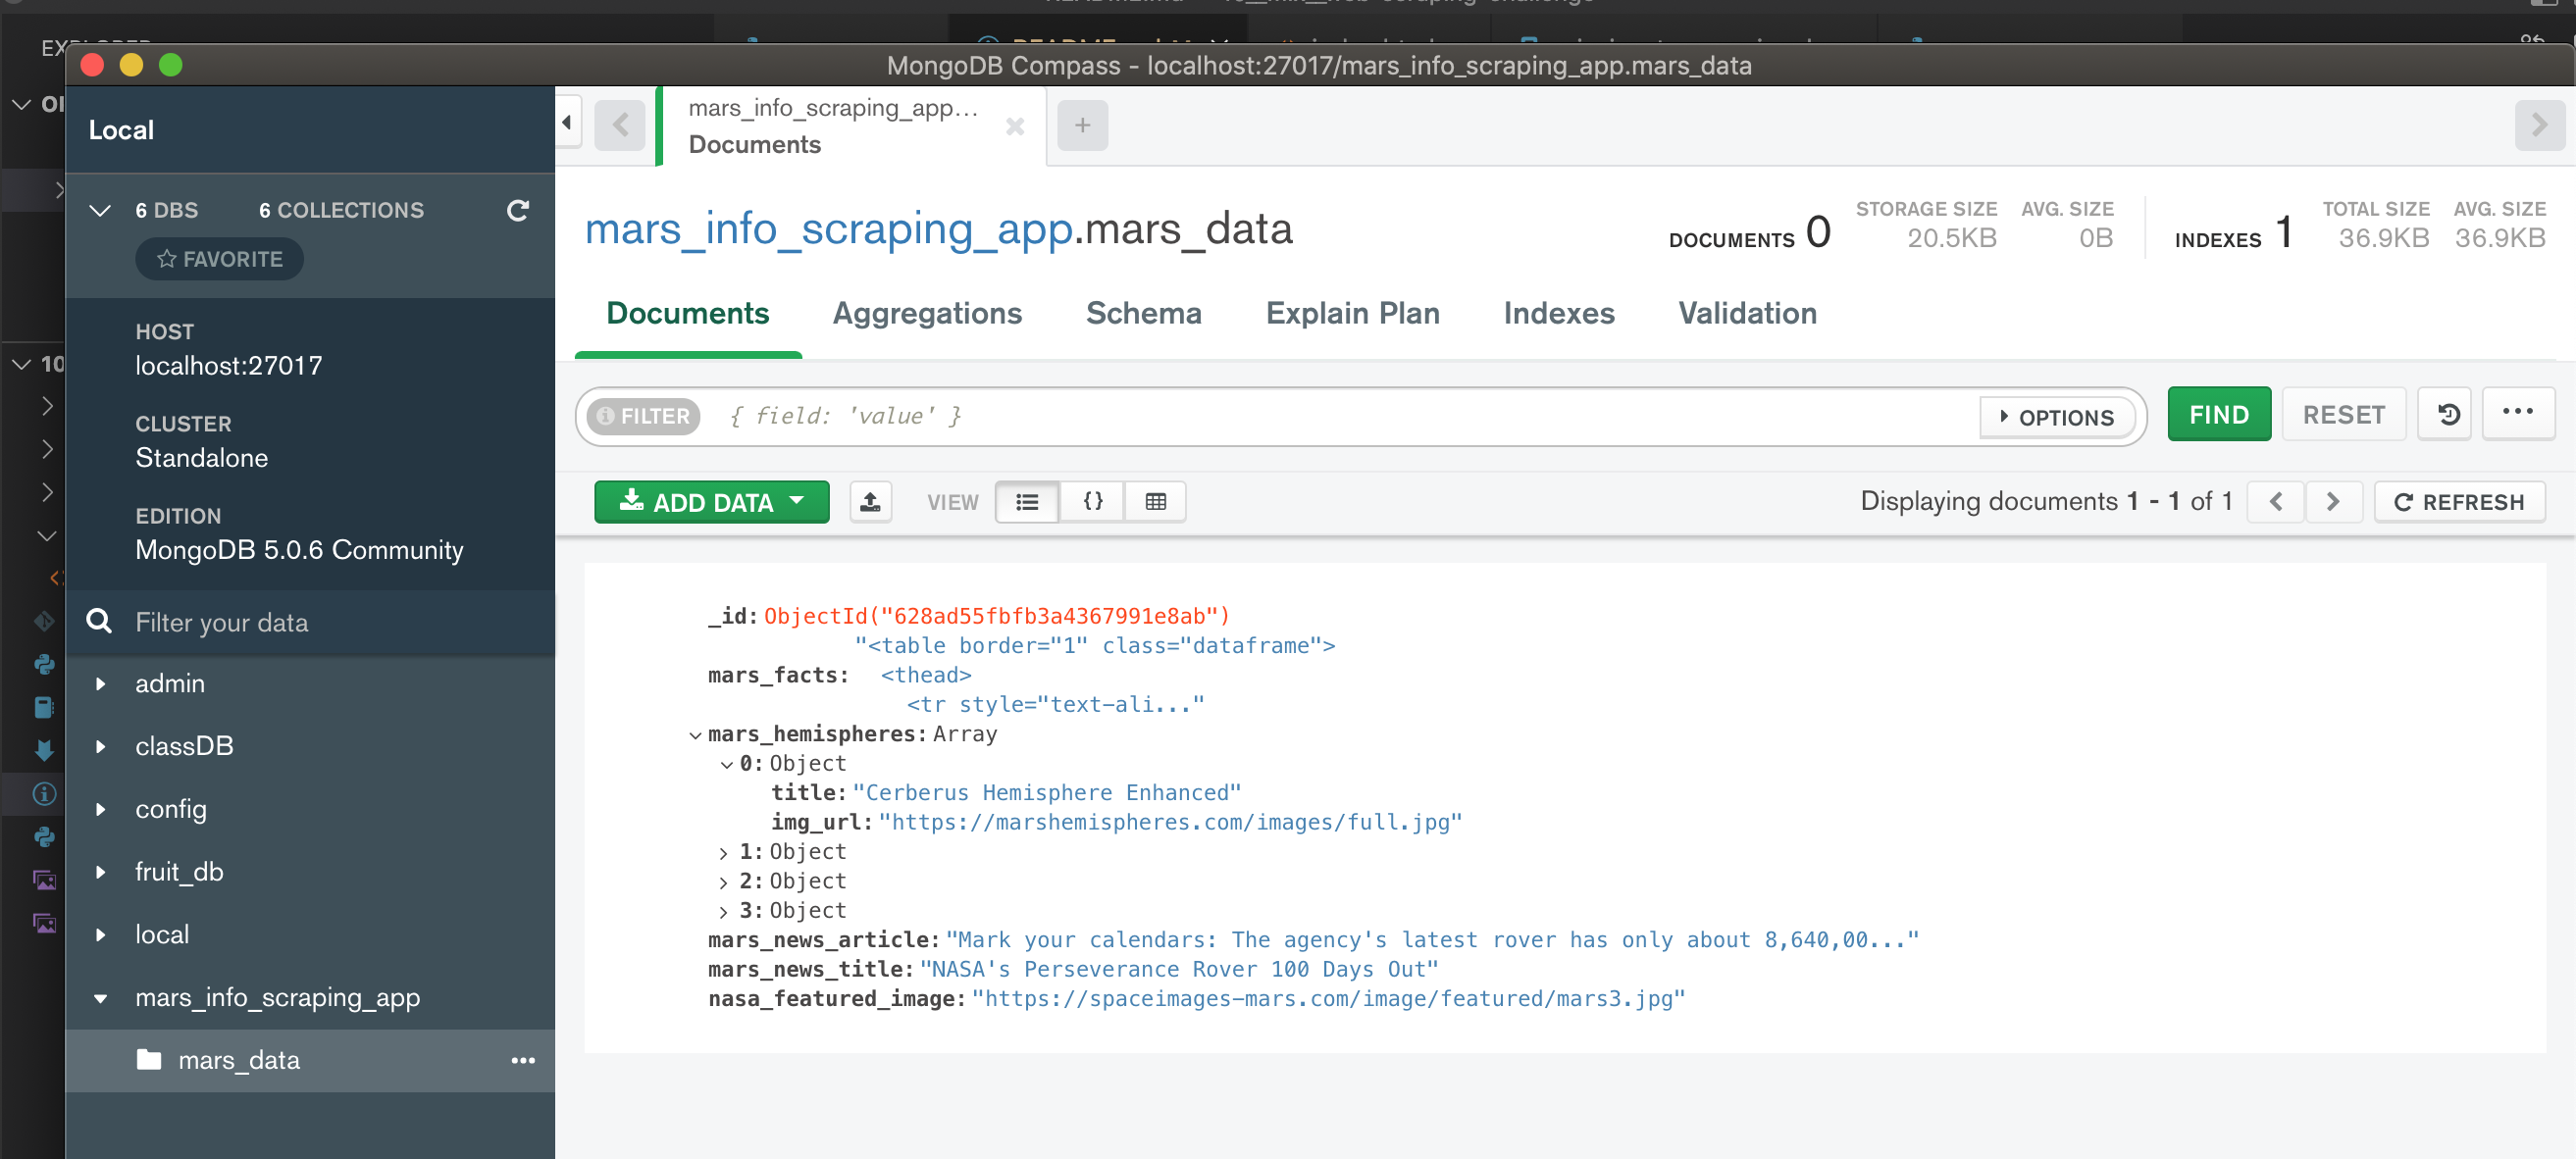 MongoDB Compass - localhost:27017/mars_info_scraping_app.mars_data
Local
6 DBS 6 COLLECTIONS
FAVORITE
HOST
localhost:27017
CLUSTER
Standalone
EDITION
MongoDB 5.0.6 Community
Filter your data
admin
classDB
config
fruit_db
local
mars_info_scraping_app
mars_data
mars_info_scraping_app...
Documents
mars_info_scraping_app.mars_data
DOCUMENTS 0
STORAGE SIZE
20.5KB
AVG. SIZE
0B
INDEXES 1
TOTAL SIZE
36.9KB
AVG. SIZE
36.9KB
Documents Aggregations Schema Explain Plan Indexes Validation
FILTER { field: 'value' } OPTIONS FIND RESET
ADD DATA VIEW {} Displaying documents 1 - 1 of 1 REFRESH
_id: ObjectId("628ad55fbfb3a4367991e8ab")
"<table border="1" class="dataframe">
mars_facts: <thead>
<tr style="text-ali..."
mars_hemispheres: Array
0: Object
title: "Cerberus Hemisphere Enhanced"
img_url: "https://marshemispheres.com/images/full.jpg"
1: Object
2: Object
3: Object
mars_news_article: "Mark your calendars: The agency's latest rover has only about 8,640,00..."
mars_news_title: "NASA's Perseverance Rover 100 Days Out"
nasa_featured_image: "https://spaceimages-mars.com/image/featured/mars3.jpg"